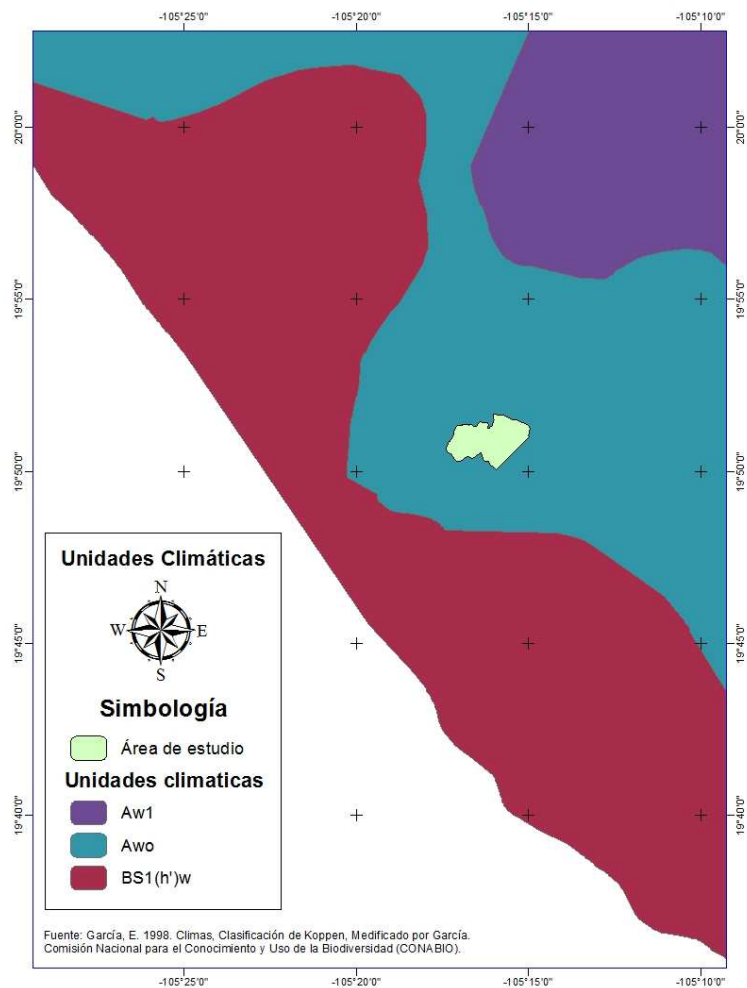 -105°25'0" -105°20'0" -105°15'0" -105°10'0"
20°0'0" 20°0'0"
19°55'0" 19°55'0"
19°50'0" 19°50'0"
19°45'0" 19°45'0"
19°40'0" 19°40'0"
Unidades Climáticas
N
W E
S
Simbología
Área de estudio
Unidades climaticas
Aw1
Awo
BS1(h')w
Fuente: García, E. 1998. Climas, Clasificación de Koppen, Medificado por García.
Comisión Nacional para el Conocimiento y Uso de la Biodiversidad (CONABIO).
-105°25'0" -105°20'0" -105°15'0" -105°10'0"